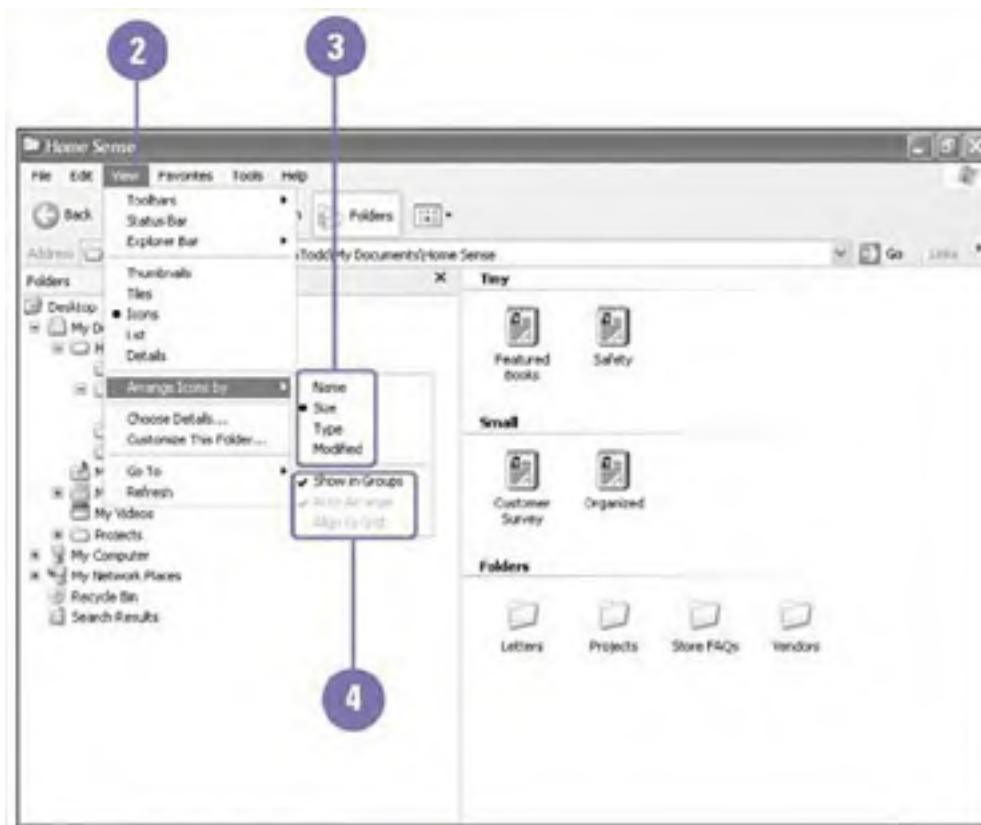 2
3
Home Sense
File Edit View Favorites Tools Help
Back
Folders
Address
Todd\My Documents\Home Sense
Go
Links
Toolbars
Status Bar
Explorer Bar
Thumbnails
Tiles
Icons
List
Details
Arrange Icons by
Choose Details...
Customize This Folder...
Go To
Refresh
Name
Size
Type
Modified
Show in Groups
Auto Arrange
Align to Grid
Folders
Desktop
My D
H
M
M
My Videos
Projects
My Computer
My Network Places
Recycle Bin
Search Results
Tiny
Featured Books
Safety
Small
Customer Survey
Organized
Folders
Letters
Projects
Store FAQs
Vendors
4